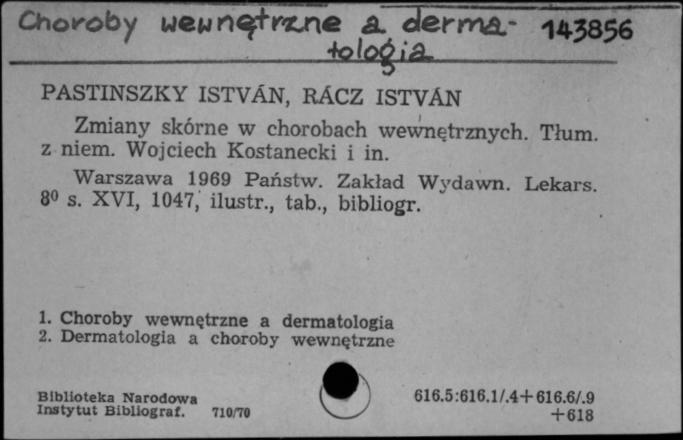 Choroby wewnętrzne a derma- 143856
tologia
PASTINSZKY ISTVÁN, RÁCZ ISTVÁN
Zmiany skórne w chorobach wewnętrznych. Tłum.
z niem. Wojciech Kostanecki i in.
Warszawa 1969 Państw. Zakład Wydawn. Lekars.
8⁰ s. XVI, 1047, ilustr., tab., bibliogr.
1. Choroby wewnętrzne a dermatologia
2. Dermatologia a choroby wewnętrzne
Biblioteka Narodowa
Instytut Bibliograf. 710/70
616.5:616.1/.4+616.6/.9
+618